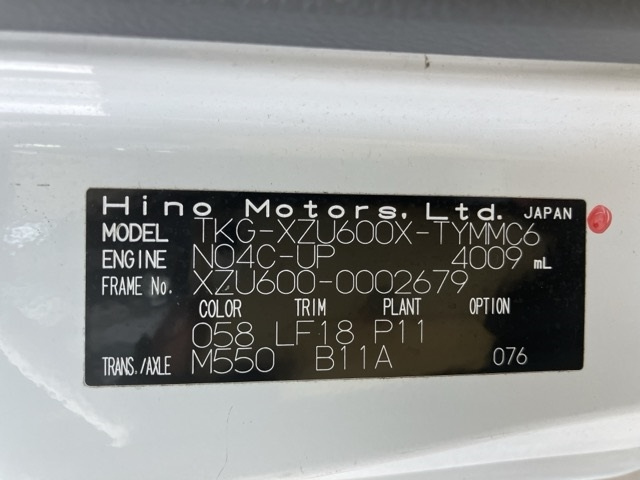 Hino Motors, Ltd. JAPAN
MODEL TKG-XZU600X-TYMMC6
ENGINE N04C-UP 4009 mL
FRAME No. XZU600-0002679
COLOR TRIM PLANT OPTION
058 LF18 P11
TRANS./AXLE M550 B11A 076